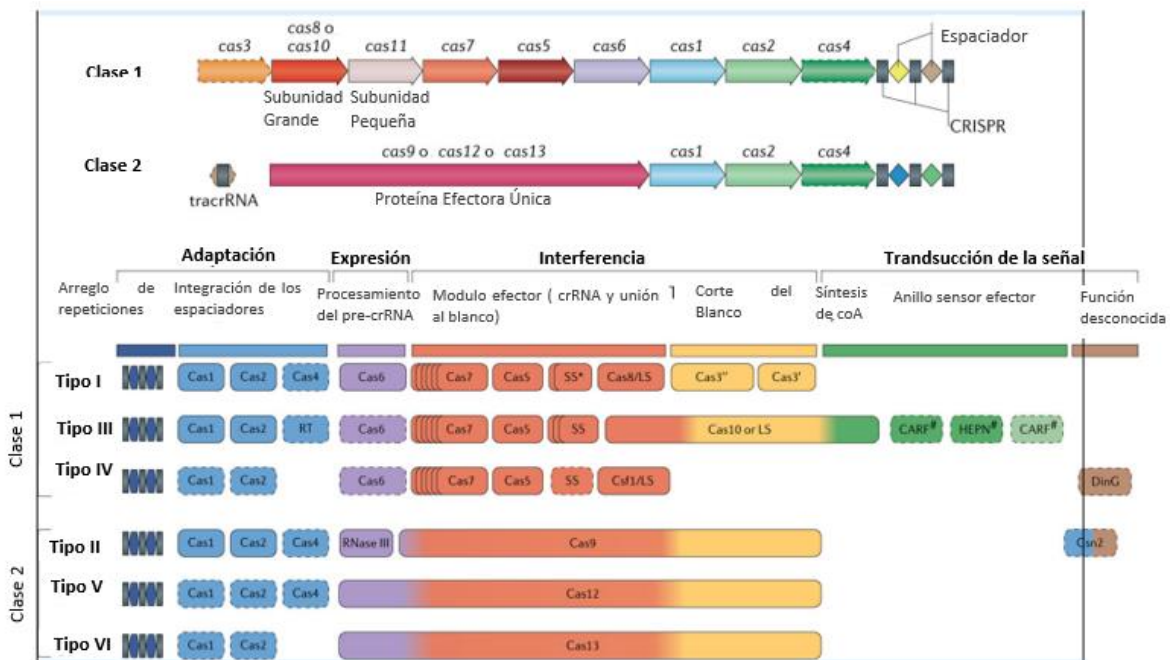 cas8 o
cas3 cas10 cas11 cas7 cas5 cas6 cas1 cas2 cas4 Espaciador
Clase 1
Subunidad Grande
Subunidad Pequeña
CRISPR
Clase 2
cas9 o cas12 o cas13 cas1 cas2 cas4
tracrRNA
Proteína Efectora Única
Adaptación Expresión Interferencia Trandsucción de la señal
Arreglo de repeticiones
Integración de los espaciadores
Procesamiento del pre-crRNA
Modulo efector ( crRNA y unión al blanco)
Corte del Blanco
Síntesis de coA
Anillo sensor efector
Función desconocida
Clase 1
Tipo I Cas1 Cas2 Cas4 Cas6 Cas7 Cas5 SS* Cas8/LS Cas3'' Cas3'
Tipo III Cas1 Cas2 RT Cas6 Cas7 Cas5 SS Cas10 or LS CARF# HEPN# CARF#
Tipo IV Cas1 Cas2 Cas6 Cas7 Cas5 SS Csf1/LS DinG
Clase 2
Tipo II Cas1 Cas2 Cas4 RNase III Cas9 Csn2
Tipo V Cas1 Cas2 Cas4 Cas12
Tipo VI Cas1 Cas2 Cas13